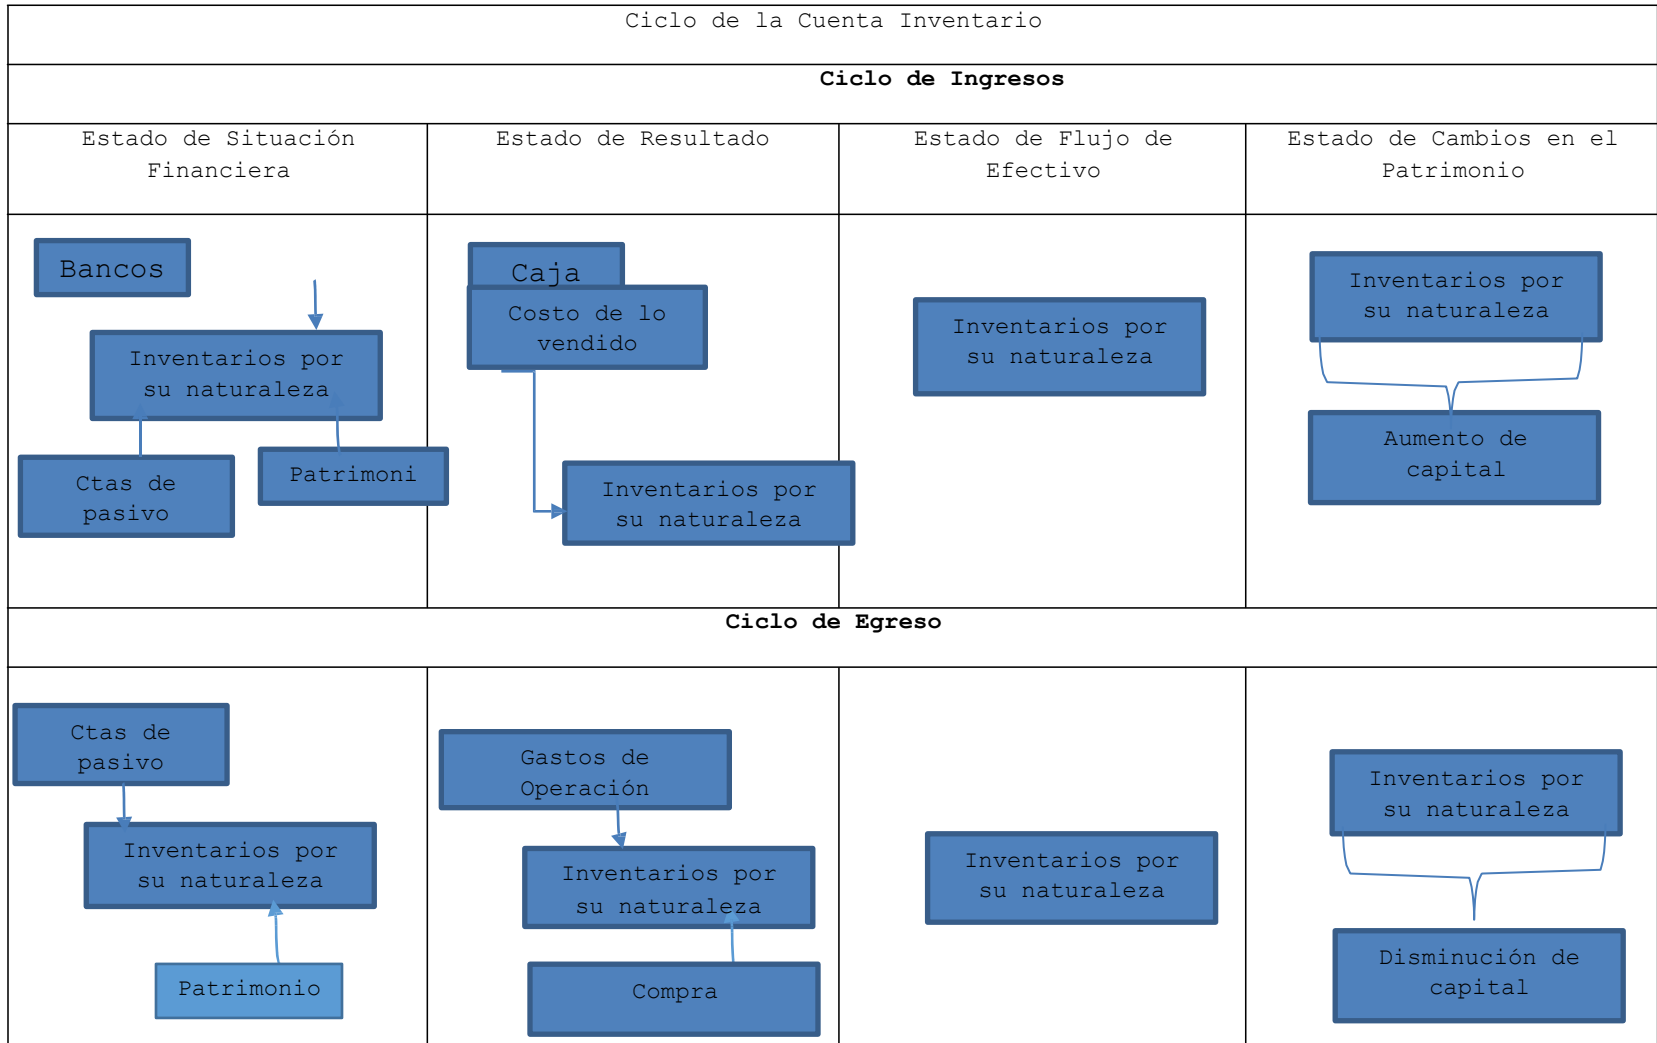 Ciclo de la Cuenta Inventario
Ciclo de Ingresos
Estado de Situación
Financiera
Estado de Resultado
Estado de Flujo de
Efectivo
Estado de Cambios en el
Patrimonio
Bancos
Inventarios por
su naturaleza
Ctas de
pasivo
Patrimoni
Caja
Costo de lo
vendido
Inventarios por
su naturaleza
Inventarios por
su naturaleza
Inventarios por
su naturaleza
Aumento de
capital
Ciclo de Egreso
Ctas de
pasivo
Inventarios por
su naturaleza
Patrimonio
Gastos de
Operación
Inventarios por
su naturaleza
Compra
Inventarios por
su naturaleza
Inventarios por
su naturaleza
Disminución de
capital